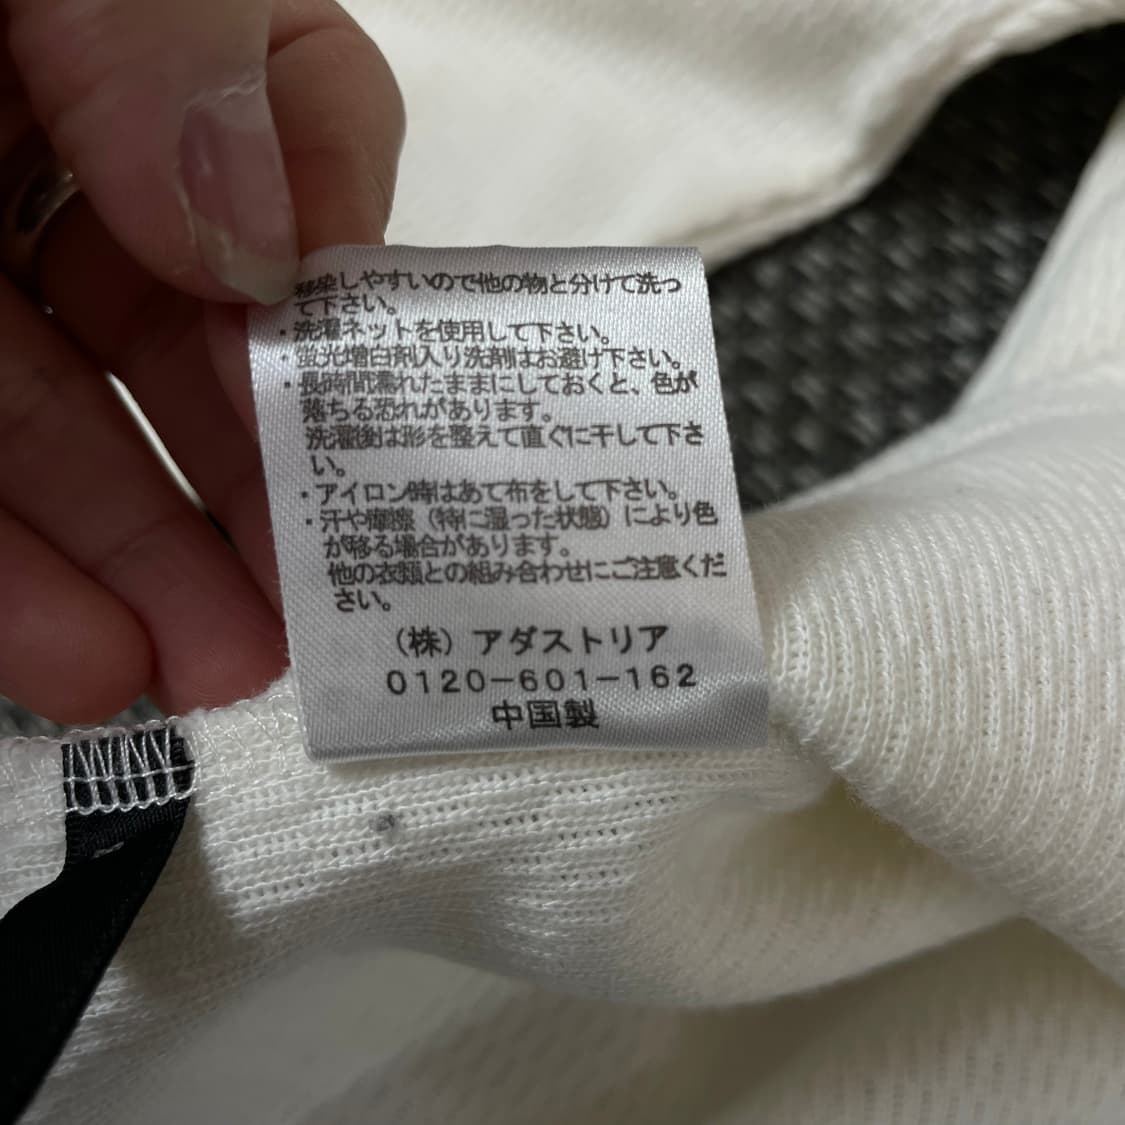 移染しやすいので他の物と分けて洗っ
て下さい。
・洗濯ネットを使用して下さい。
・蛍光増白剤入り洗剤はお避け下さい。
・長時間濡れたままにしておくと、色が
落ちる恐れがあります。
洗濯後は形を整えて直ぐに干して下さ
い。
・アイロン時はあて布をして下さい。
・汗や摩擦（特に湿った状態）により色
が移る場合があります。
他の衣類との組み合わせにご注意くだ
さい。
（株）アダストリア
0120-601-162
中国製